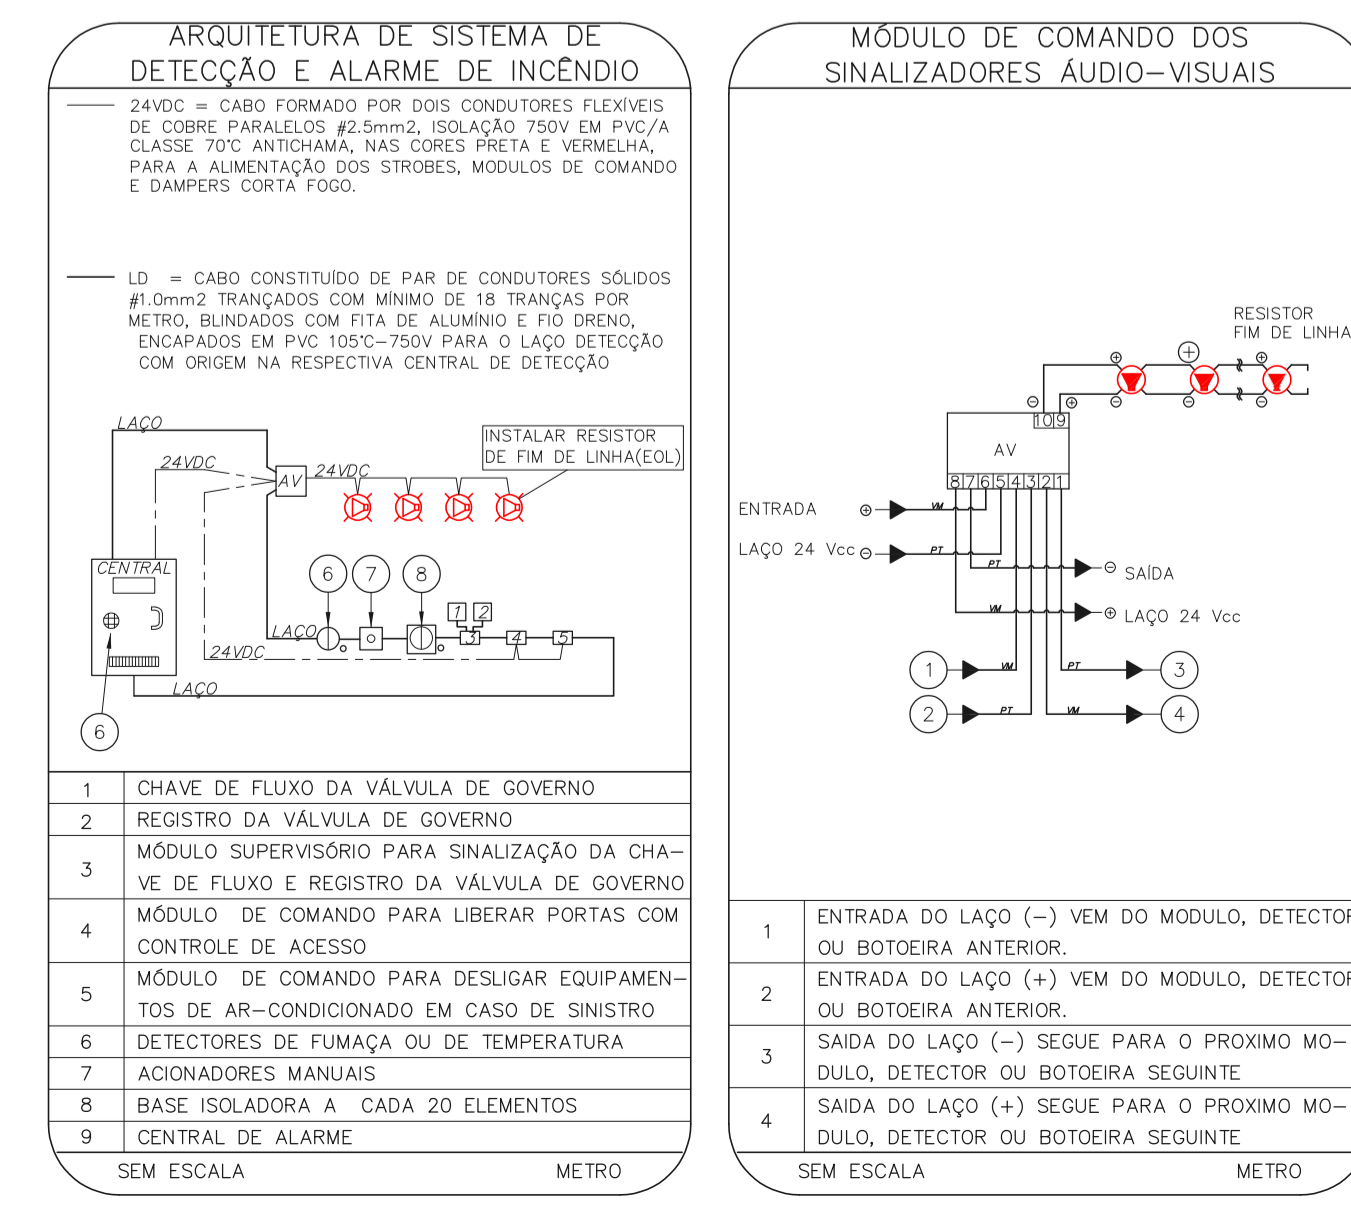 ARQUITETURA DE SISTEMA DE
DETECÇÃO E ALARME DE INCÊNDIO
24VDC = CABO FORMADO POR DOIS CONDUTORES FLEXÍVEIS
DE COBRE PARALELOS #2.5mm2, ISOLAÇÃO 750V EM PVC/A
CLASSE 70°C ANTICHAMA, NAS CORES PRETA E VERMELHA,
PARA A ALIMENTAÇÃO DOS STROBES, MODULOS DE COMANDO
E DAMPERS CORTA FOGO.
LD = CABO CONSTITUÍDO DE PAR DE CONDUTORES SÓLIDOS
#1.0mm2 TRANÇADOS COM MÍNIMO DE 18 TRANÇAS POR
METRO, BLINDADOS COM FITA DE ALUMÍNIO E FIO DRENO,
ENCAPADOS EM PVC 105°C-750V PARA O LAÇO DETECÇÃO
COM ORIGEM NA RESPECTIVA CENTRAL DE DETECÇÃO
LAÇO
24VDC
AV
24VDC
INSTALAR RESISTOR
DE FIM DE LINHA(EOL)
CENTRAL
6
7
8
1
2
LAÇO
3
4
5
24VDC
LAÇO
6
1 CHAVE DE FLUXO DA VÁLVULA DE GOVERNO
2 REGISTRO DA VÁLVULA DE GOVERNO
3 MÓDULO SUPERVISÓRIO PARA SINALIZAÇÃO DA CHA-
VE DE FLUXO E REGISTRO DA VÁLVULA DE GOVERNO
4 MÓDULO DE COMANDO PARA LIBERAR PORTAS COM
CONTROLE DE ACESSO
5 MÓDULO DE COMANDO PARA DESLIGAR EQUIPAMEN-
TOS DE AR-CONDICIONADO EM CASO DE SINISTRO
6 DETECTORES DE FUMAÇA OU DE TEMPERATURA
7 ACIONADORES MANUAIS
8 BASE ISOLADORA A CADA 20 ELEMENTOS
9 CENTRAL DE ALARME
SEM ESCALA METRO
MÓDULO DE COMANDO DOS
SINALIZADORES ÁUDIO-VISUAIS
RESISTOR
FIM DE LINHA
+ + +
- - -
- +
10 9
AV
8 7 6 5 4 3 2 1
ENTRADA + VM
LAÇO 24 Vcc - PT
PT - SAÍDA
VM + LAÇO 24 Vcc
1 VM PT 3
2 PT VM 4
1 ENTRADA DO LAÇO (-) VEM DO MODULO, DETECTOR
OU BOTOEIRA ANTERIOR.
2 ENTRADA DO LAÇO (+) VEM DO MODULO, DETECTOR
OU BOTOEIRA ANTERIOR.
3 SAIDA DO LAÇO (-) SEGUE PARA O PROXIMO MO-
DULO, DETECTOR OU BOTOEIRA SEGUINTE
4 SAIDA DO LAÇO (+) SEGUE PARA O PROXIMO MO-
DULO, DETECTOR OU BOTOEIRA SEGUINTE
SEM ESCALA METRO